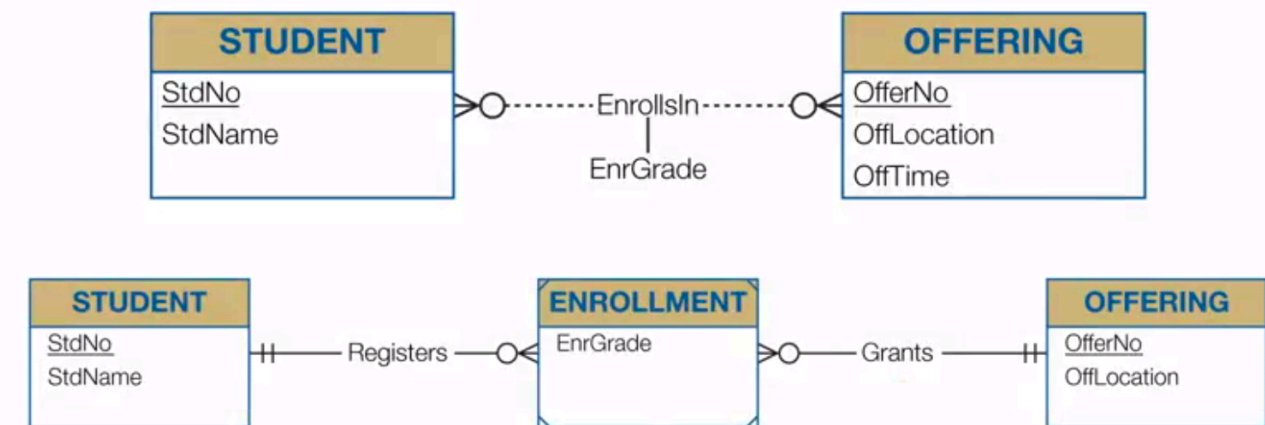 STUDENT
StdNo
StdName
EnrollsIn
EnrGrade
OFFERING
OfferNo
OffLocation
OffTime
STUDENT
StdNo
StdName
Registers
ENROLLMENT
EnrGrade
Grants
OFFERING
OfferNo
OffLocation